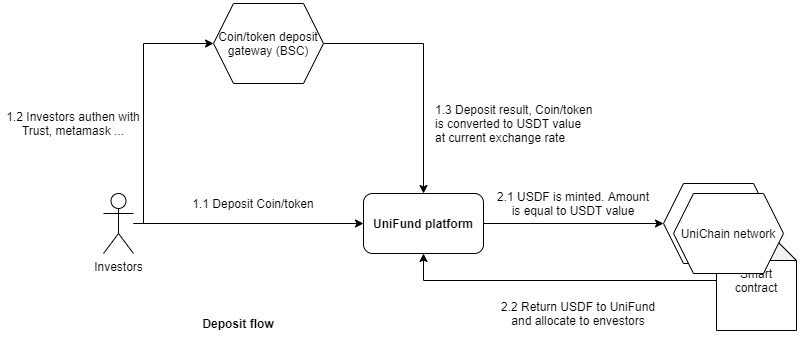 Coin/token deposit
gateway (BSC)
1.2 Investors authen with
Trust, metamask ...
1.3 Deposit result, Coin/token
is converted to USDT value
at current exchange rate
1.1 Deposit Coin/token
2.1 USDF is minted. Amount
is equal to USDT value
UniFund platform
UniChain network
Investors
Smart
contract
2.2 Return USDF to UniFund
and allocate to envestors
Deposit flow